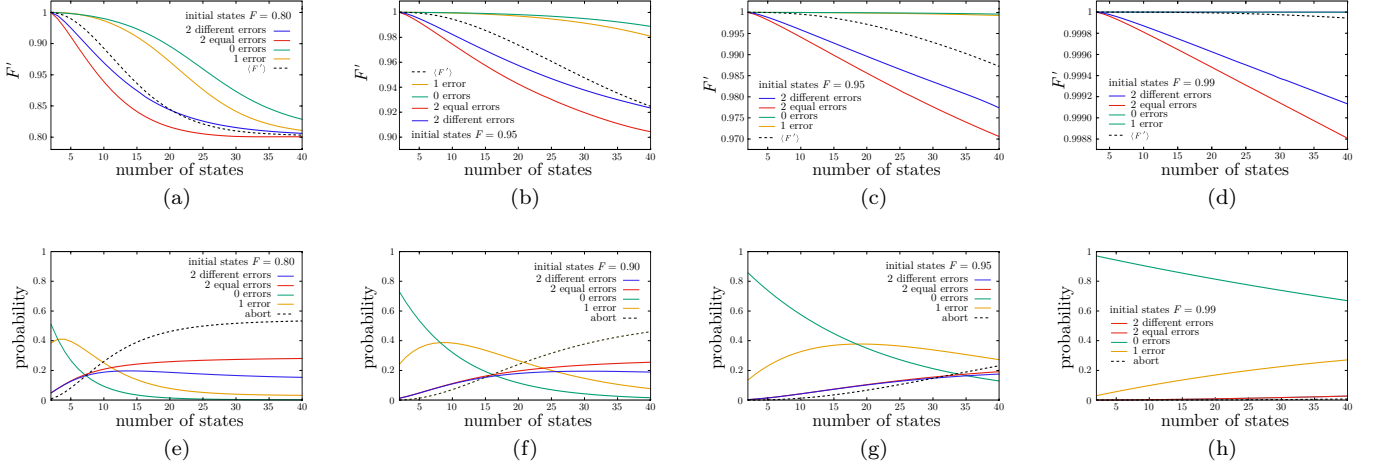 1.00
0.90
0.95
0.85
0.80
F′
initial states F = 0.80
2 different errors
2 equal errors
0 errors
1 error
⟨F′⟩
5 10 15 20 25 30 35 40
number of states
(a)
1.00
0.98
0.96
0.94
0.92
0.90
F′
⟨F′⟩
1 error
0 errors
2 equal errors
2 different errors
initial states F = 0.95
5 10 15 20 25 30 35 40
number of states
(b)
1.000
0.995
0.990
0.985
0.980
0.975
0.970
F′
initial states F = 0.95
2 different errors
2 equal errors
0 errors
1 error
⟨F′⟩
5 10 15 20 25 30 35 40
number of states
(c)
1.0000
0.9998
0.9996
0.9994
0.9992
0.9990
0.9988
F′
initial states F = 0.99
2 different errors
2 equal errors
0 errors
1 error
⟨F′⟩
5 10 15 20 25 30 35 40
number of states
(d)
1
0.8
0.6
0.4
0.2
0
probability
initial states F = 0.80
2 different errors
2 equal errors
0 errors
1 error
abort
5 10 15 20 25 30 35 40
number of states
(e)
1
0.8
0.6
0.4
0.2
0
probability
initial states F = 0.90
2 different errors
2 equal errors
0 errors
1 error
abort
5 10 15 20 25 30 35 40
number of states
(f)
1
0.8
0.6
0.4
0.2
0
probability
initial states F = 0.95
2 different errors
2 equal errors
0 errors
1 error
abort
5 10 15 20 25 30 35 40
number of states
(g)
1
0.8
0.6
0.4
0.2
0
probability
initial states F = 0.99
2 different errors
2 equal errors
0 errors
1 error
abort
5 10 15 20 25 30 35 40
number of states
(h)